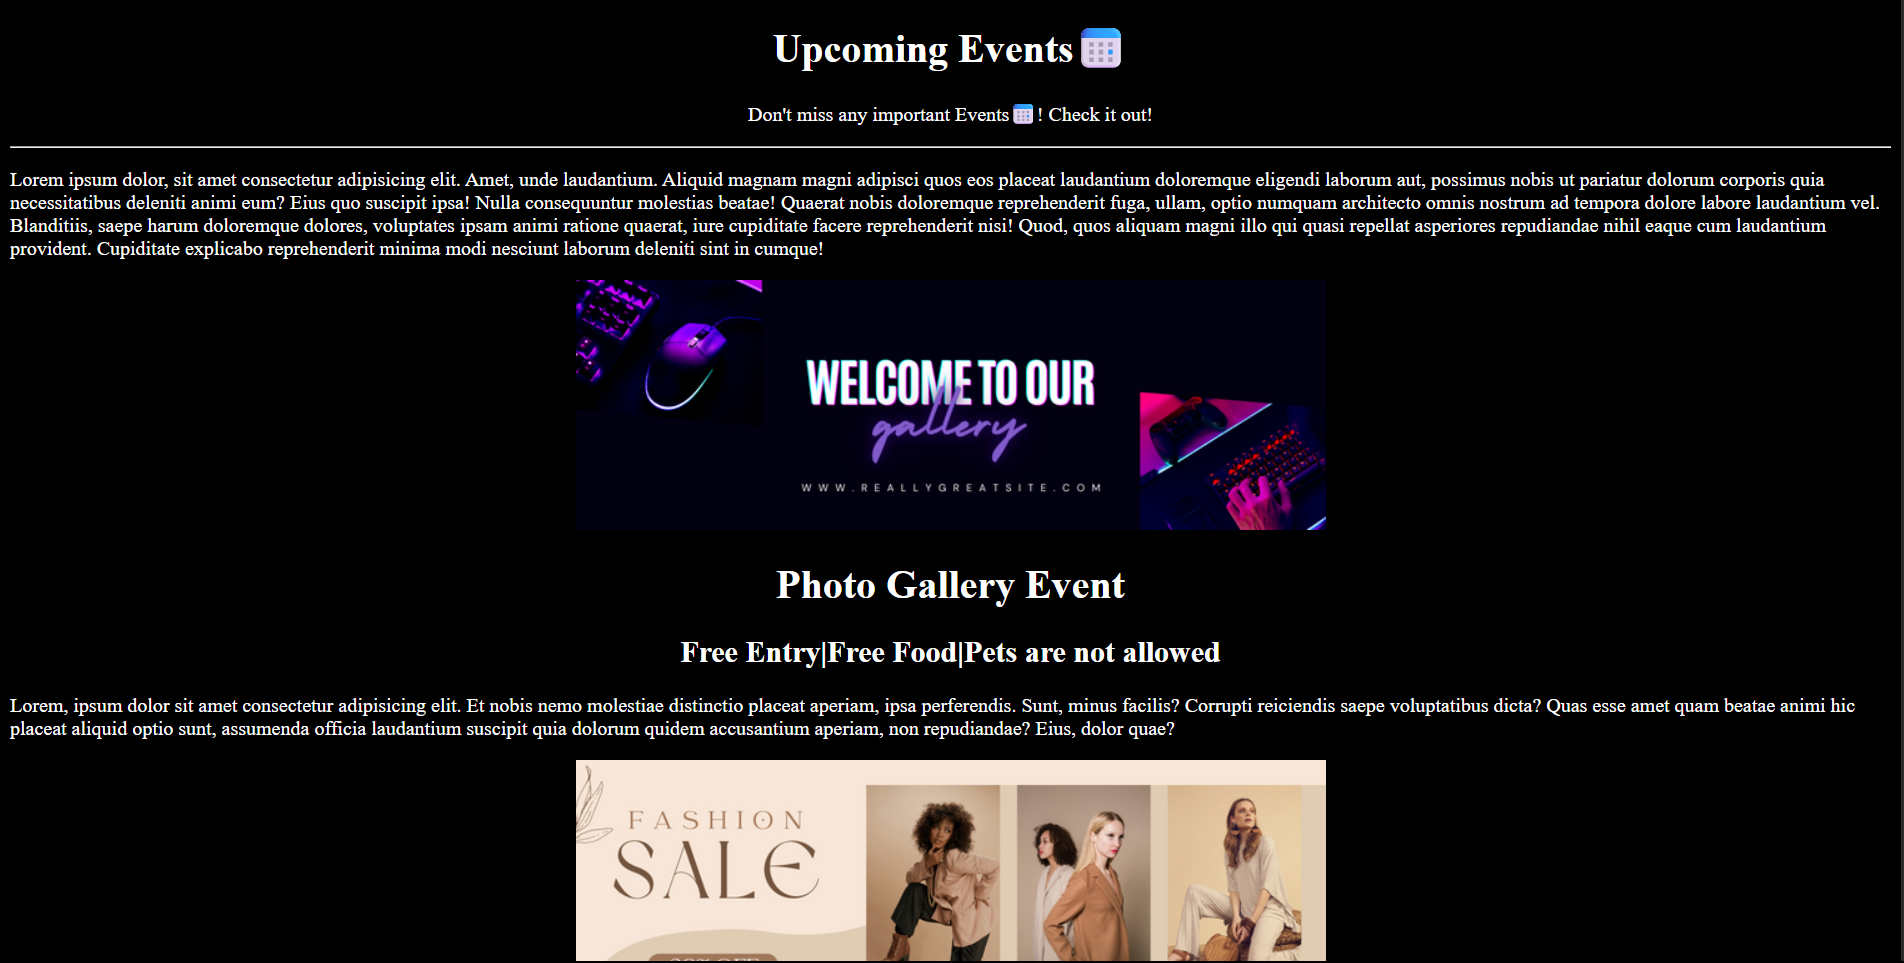 Upcoming Events
Don't miss any important Events ! Check it out!
Lorem ipsum dolor, sit amet consectetur adipisicing elit. Amet, unde laudantium. Aliquid magnam magni adipisci quos eos placeat laudantium doloremque eligendi laborum aut, possimus nobis ut pariatur dolorum corporis quia
necessitatibus deleniti animi eum? Eius quo suscipit ipsa! Nulla consequuntur molestias beatae! Quaerat nobis doloremque reprehenderit fuga, ullam, optio numquam architecto omnis nostrum ad tempora dolore labore laudantium vel.
Blanditiis, saepe harum doloremque dolores, voluptates ipsam animi ratione quaerat, iure cupiditate facere reprehenderit nisi! Quod, quos aliquam magni illo qui quasi repellat asperiores repudiandae nihil eaque cum laudantium
provident. Cupiditate explicabo reprehenderit minima modi nesciunt laborum deleniti sint in cumque!
WELCOME TO OUR
gallery
WWW.REALLYGREATSITE.COM
Photo Gallery Event
Free Entry|Free Food|Pets are not allowed
Lorem, ipsum dolor sit amet consectetur adipisicing elit. Et nobis nemo molestiae distinctio placeat aperiam, ipsa perferendis. Sunt, minus facilis? Corrupti reiciendis saepe voluptatibus dicta? Quas esse amet quam beatae animi hic
placeat aliquid optio sunt, assumenda officia laudantium suscipit quia dolorum quidem accusantium aperiam, non repudiandae? Eius, dolor quae?
FASHION
SALE